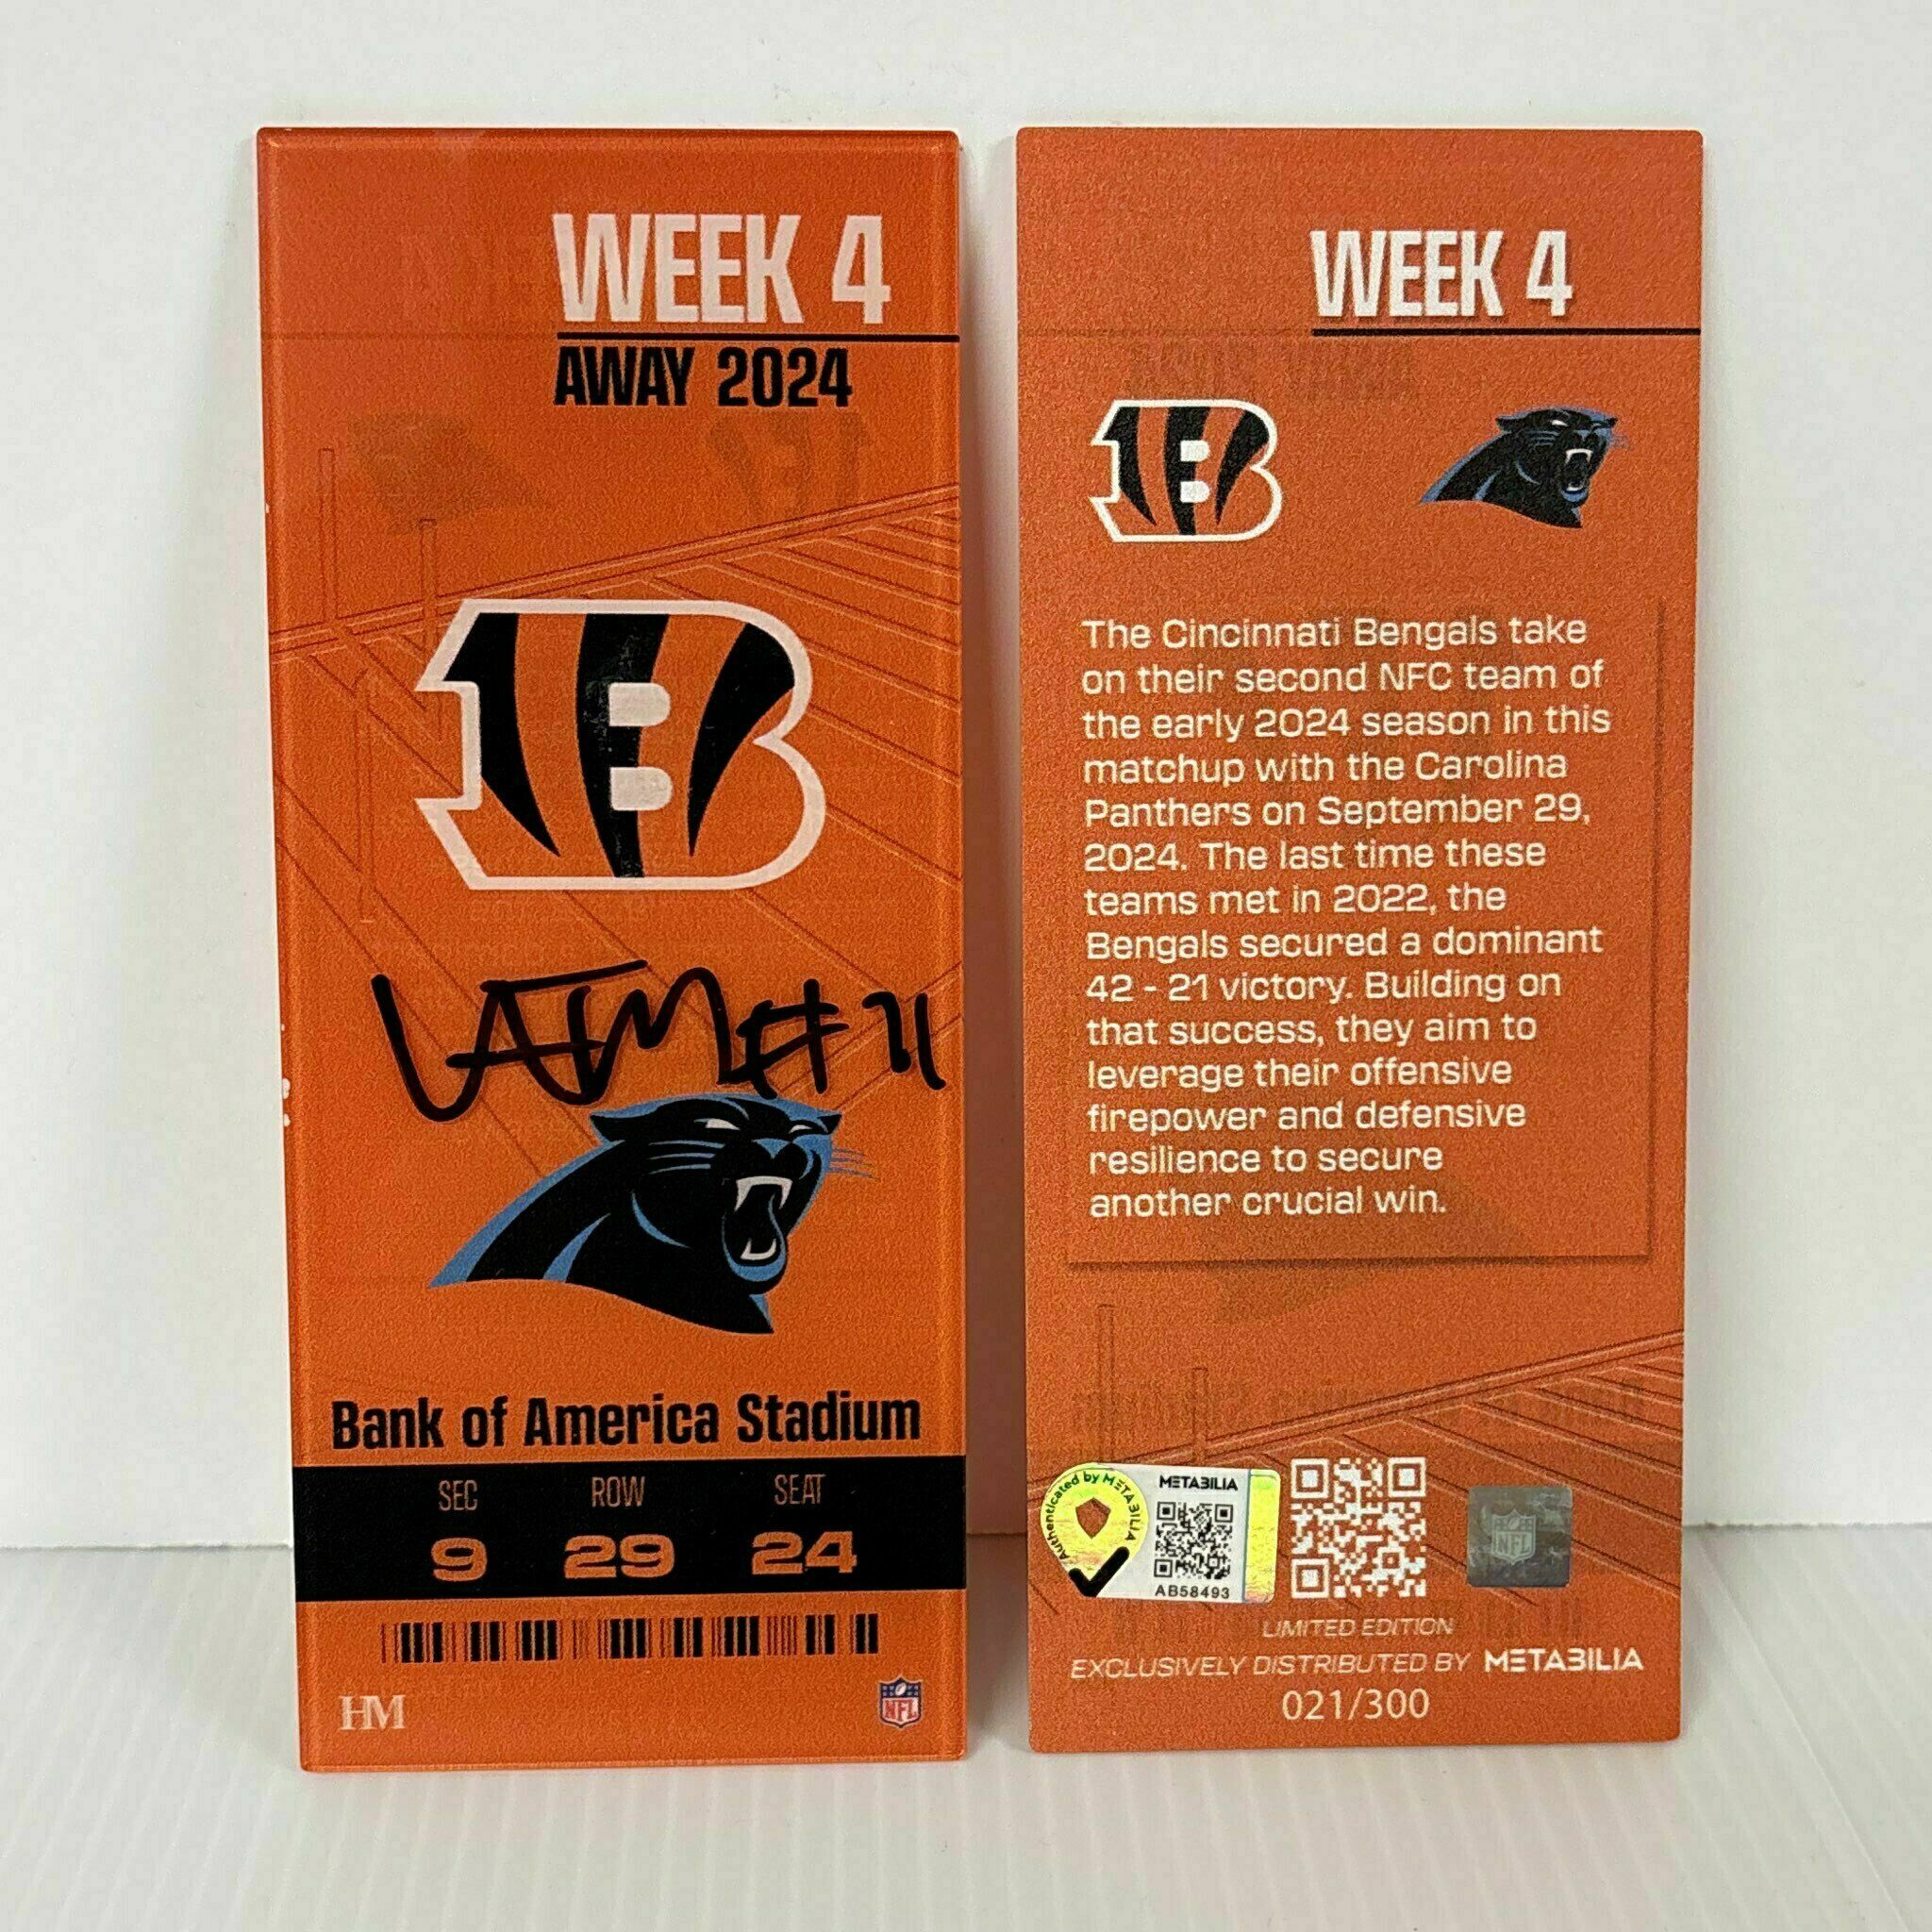 WEEK 4
AWAY 2024
Bank of America Stadium
SEC ROW SEAT
9 29 24
HM
NFL
WEEK 4
The Cincinnati Bengals take
on their second NFC team of
the early 2024 season in this
matchup with the Carolina
Panthers on September 29,
2024. The last time these
teams met in 2022, the
Bengals secured a dominant
42 - 21 victory. Building on
that success, they aim to
leverage their offensive
firepower and defensive
resilience to secure
another crucial win.
Authenticated by METABILIA
METABILIA
AB58493
NFL
LIMITED EDITION
EXCLUSIVELY DISTRIBUTED BY METABILIA
021/300